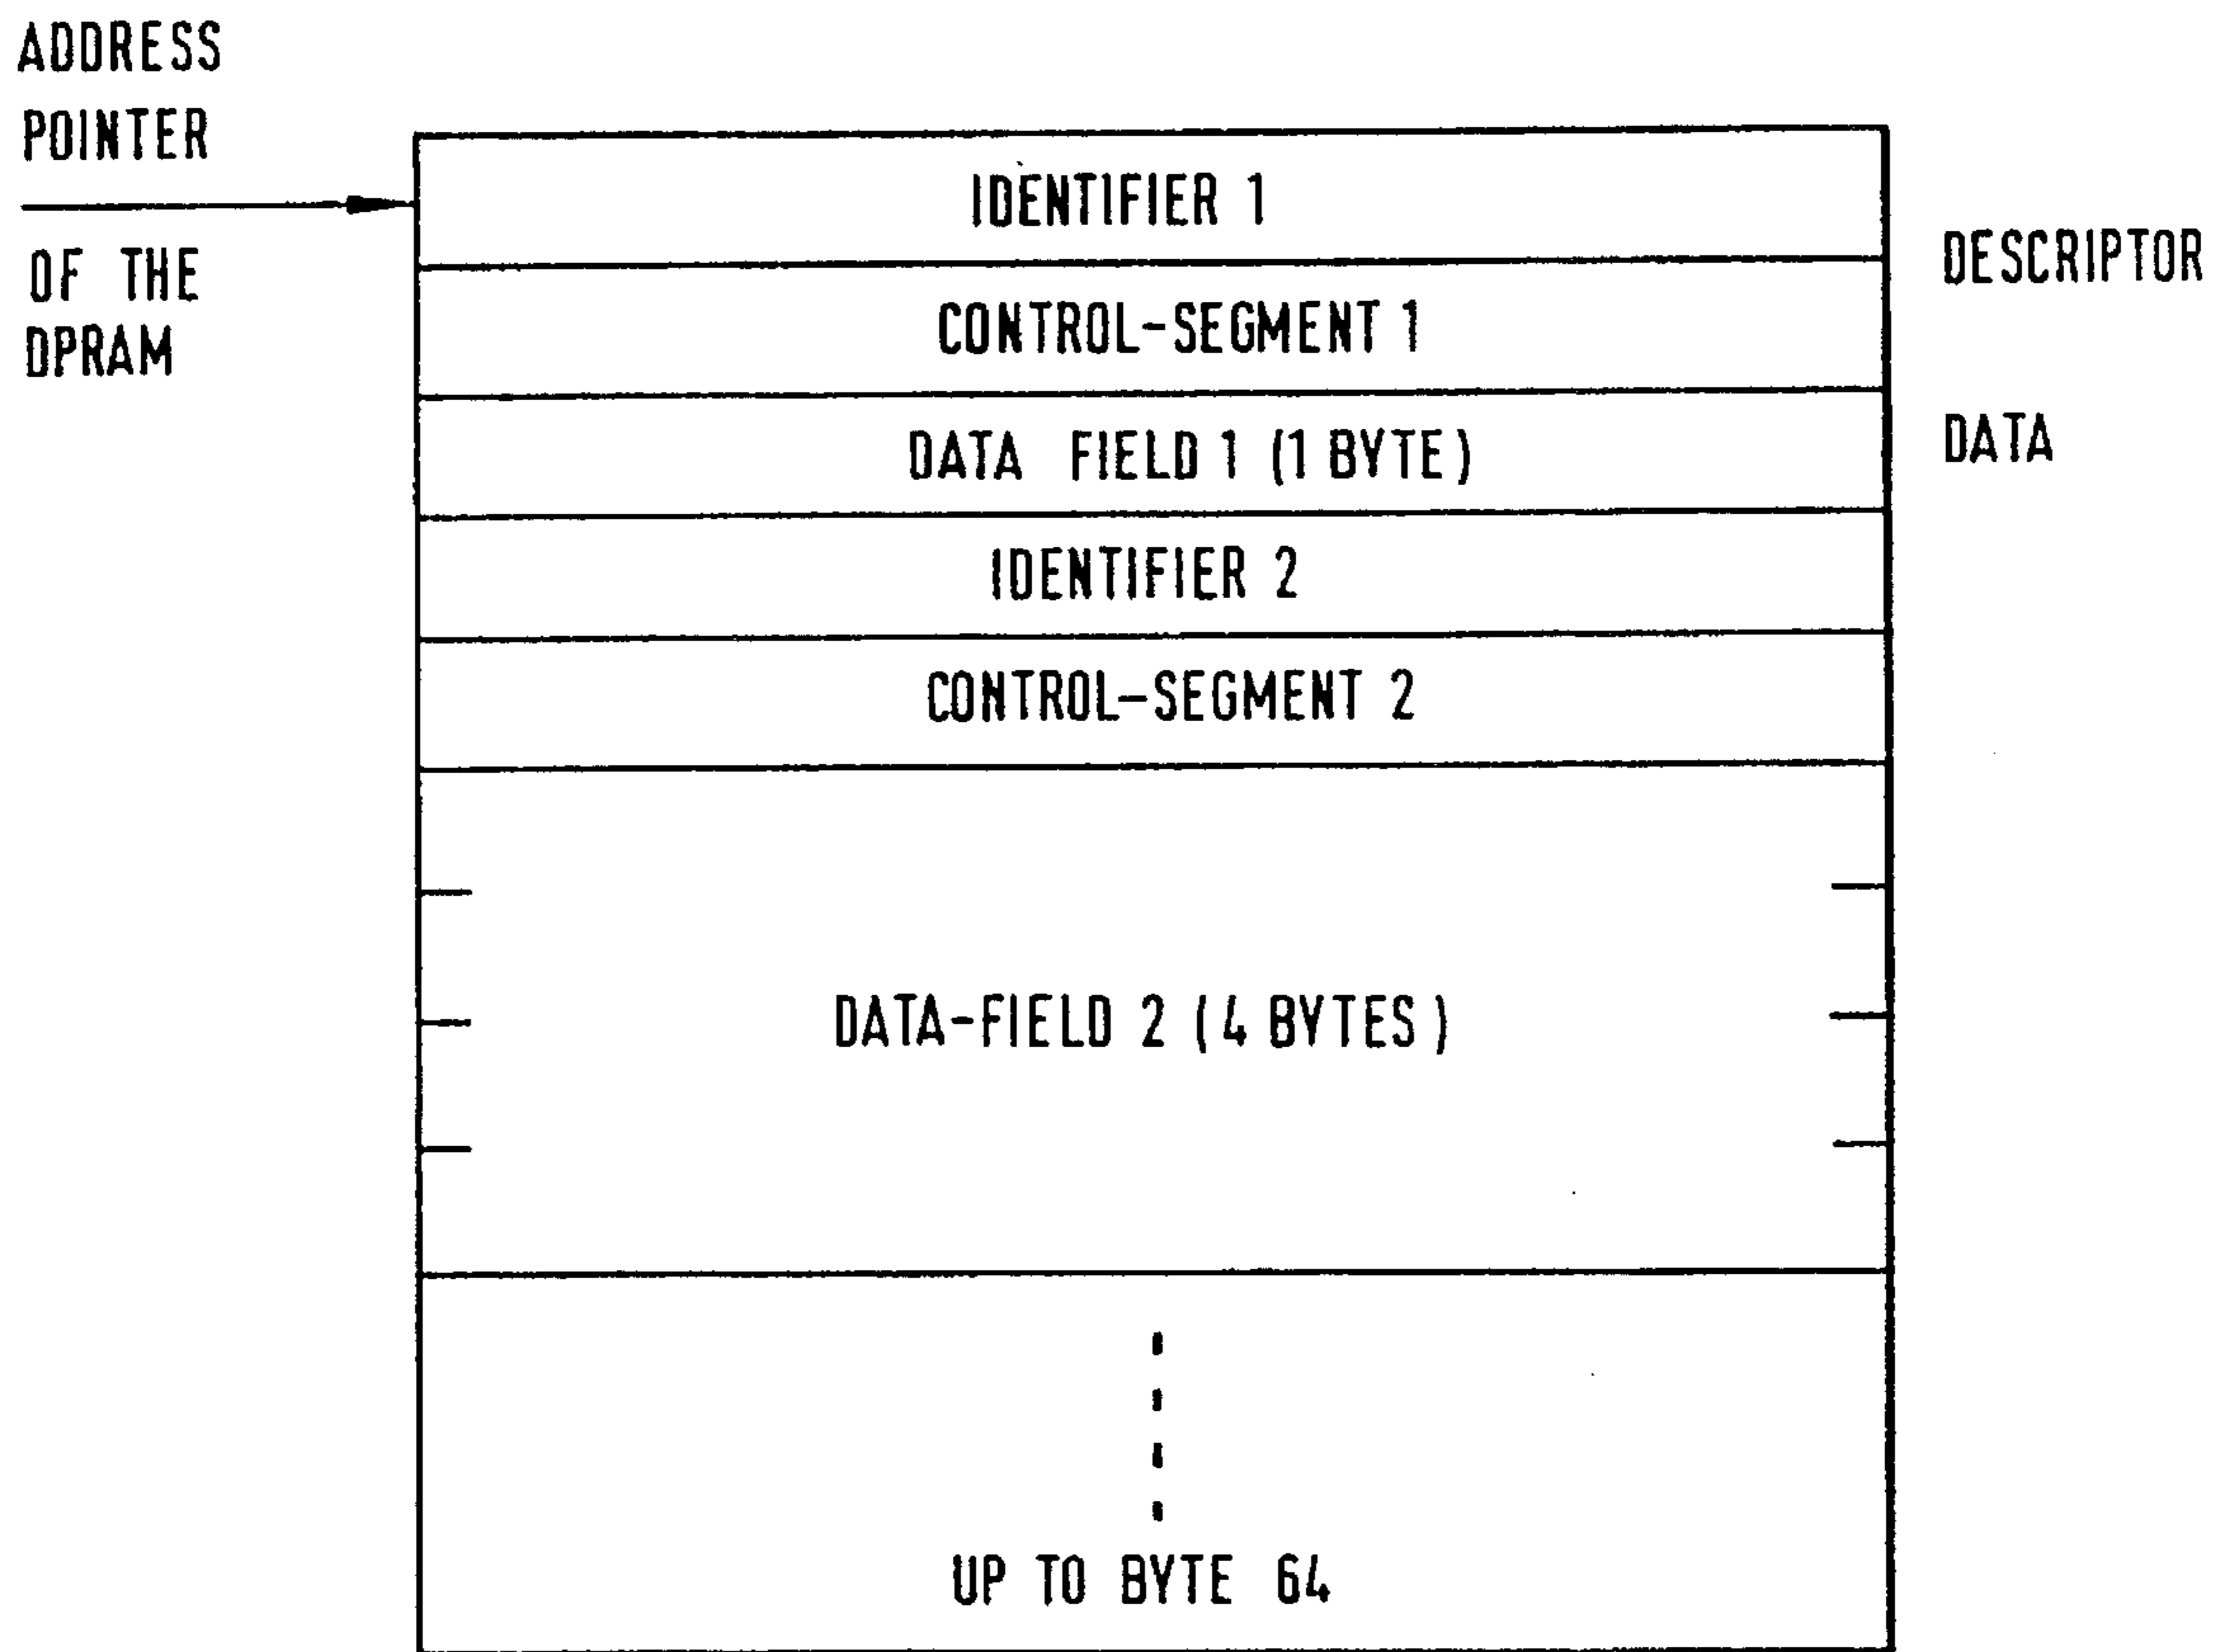 ADDRESS
POINTER
OF THE
DPRAM
IDENTIFIER 1
DESCRIPTOR
CONTROL-SEGMENT 1
DATA FIELD 1 (1 BYTE)
DATA
IDENTIFIER 2
CONTROL-SEGMENT 2
DATA-FIELD 2 (4 BYTES)
UP TO BYTE 64